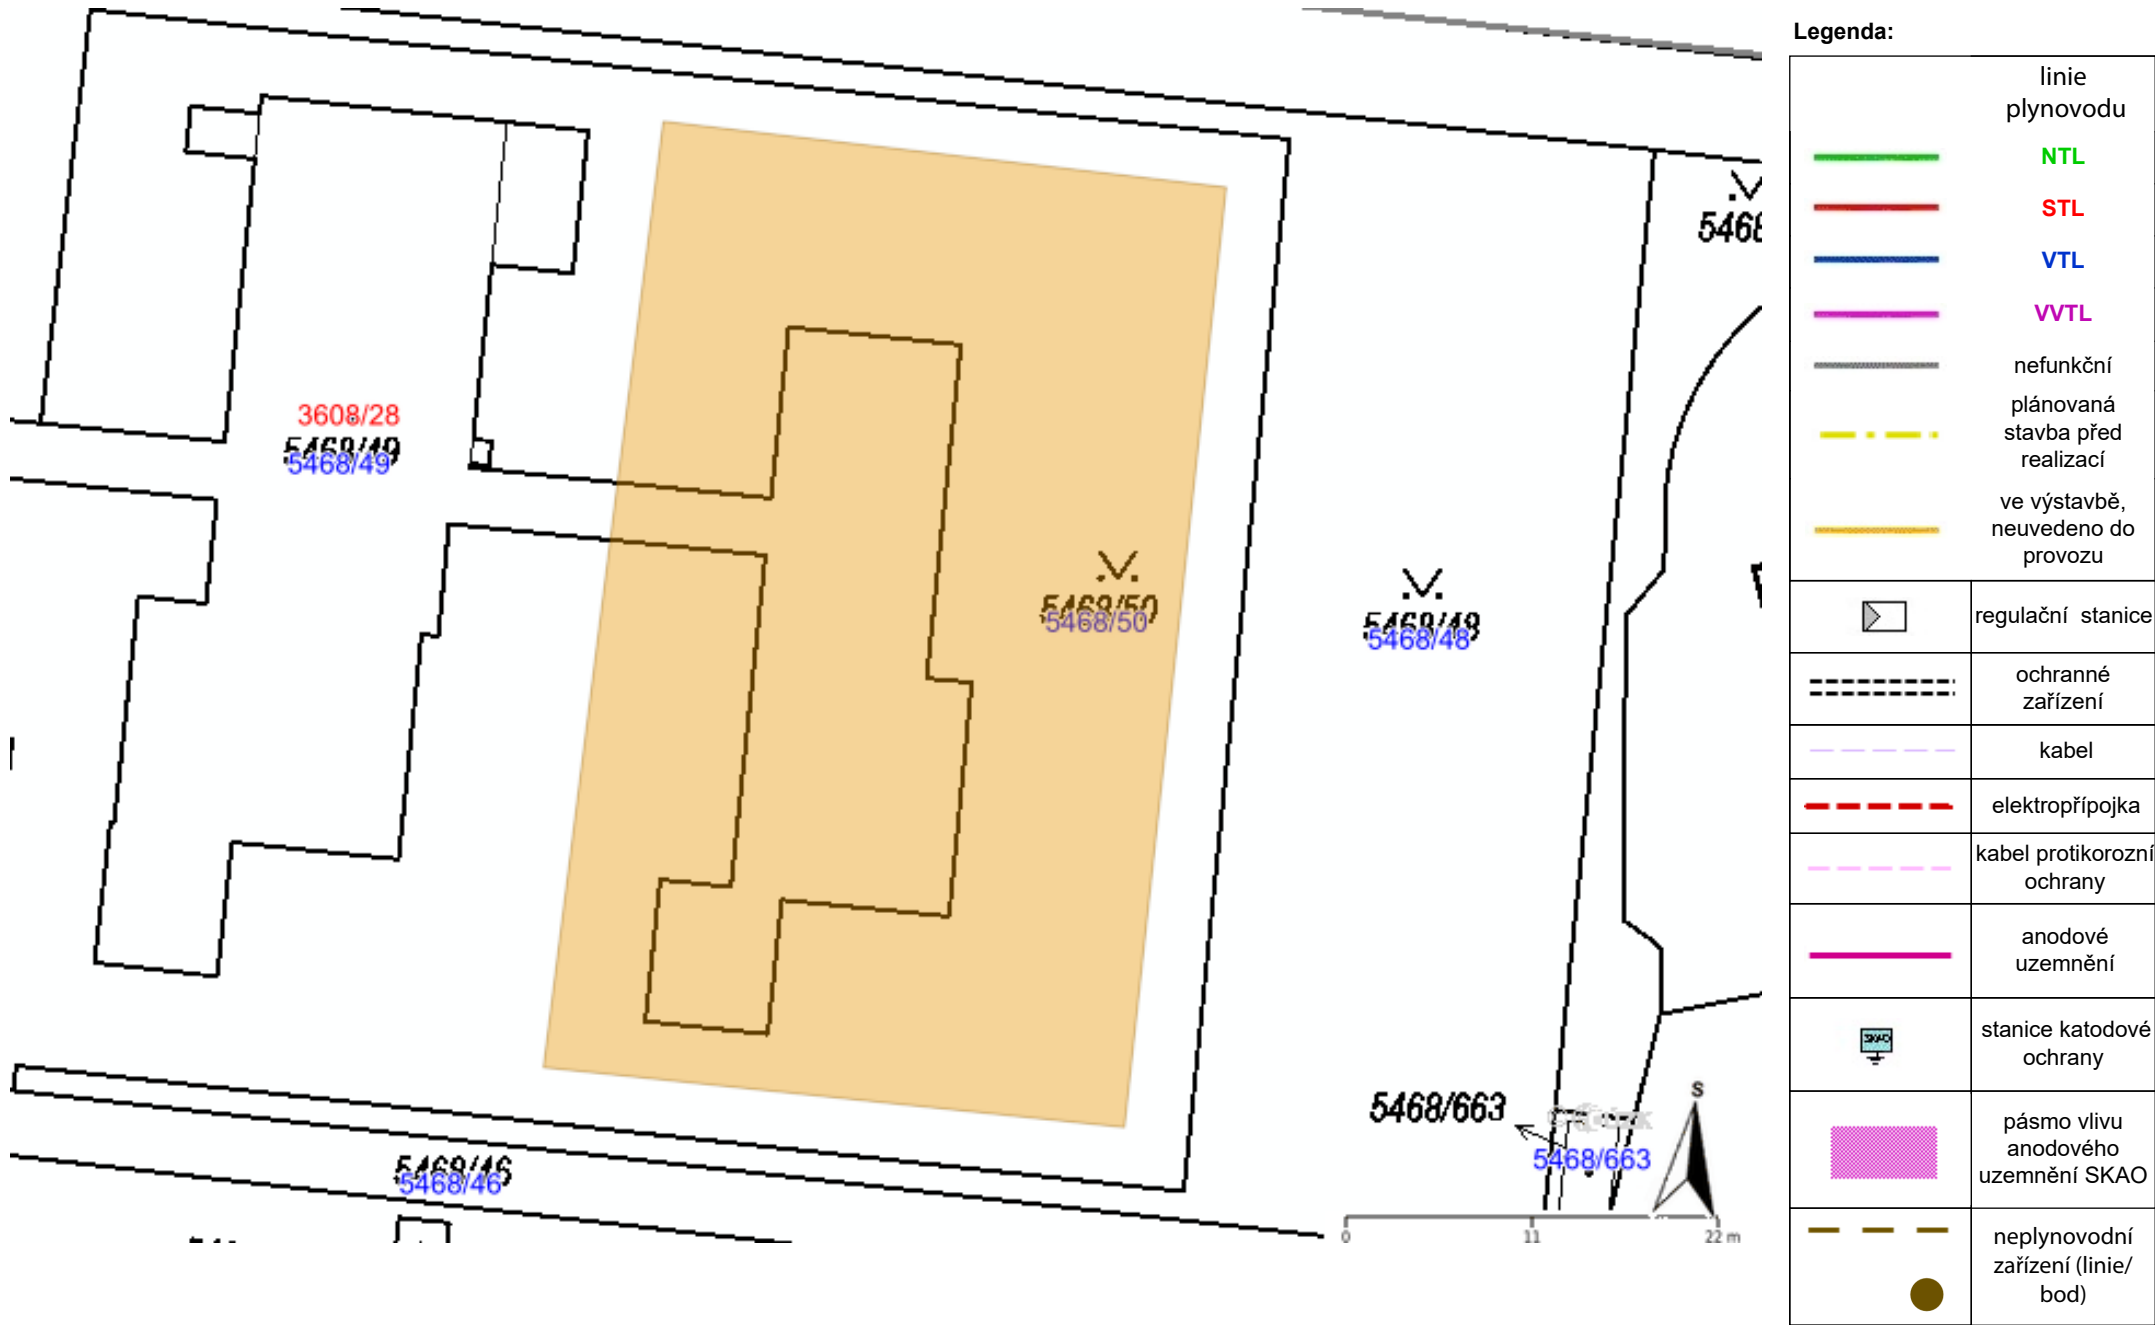 5468
3608/28
5468/49
5468/49
5468/50
5468/50
5468/48
5468/48
5468/663
5468/663
5468/46
5468/46
S
0 11 22 m
Legenda:
linie
plynovodu
NTL
STL
VTL
VVTL
nefunkční
plánovaná
stavba před
realizací
ve výstavbě,
neuvedeno do
provozu
regulační stanice
ochranné
zařízení
kabel
elektropřípojka
kabel protikorozní
ochrany
anodové
uzemnění
SKAO
stanice katodové
ochrany
pásmo vlivu
anodového
uzemnění SKAO
neplynovodní
zařízení (linie/
bod)